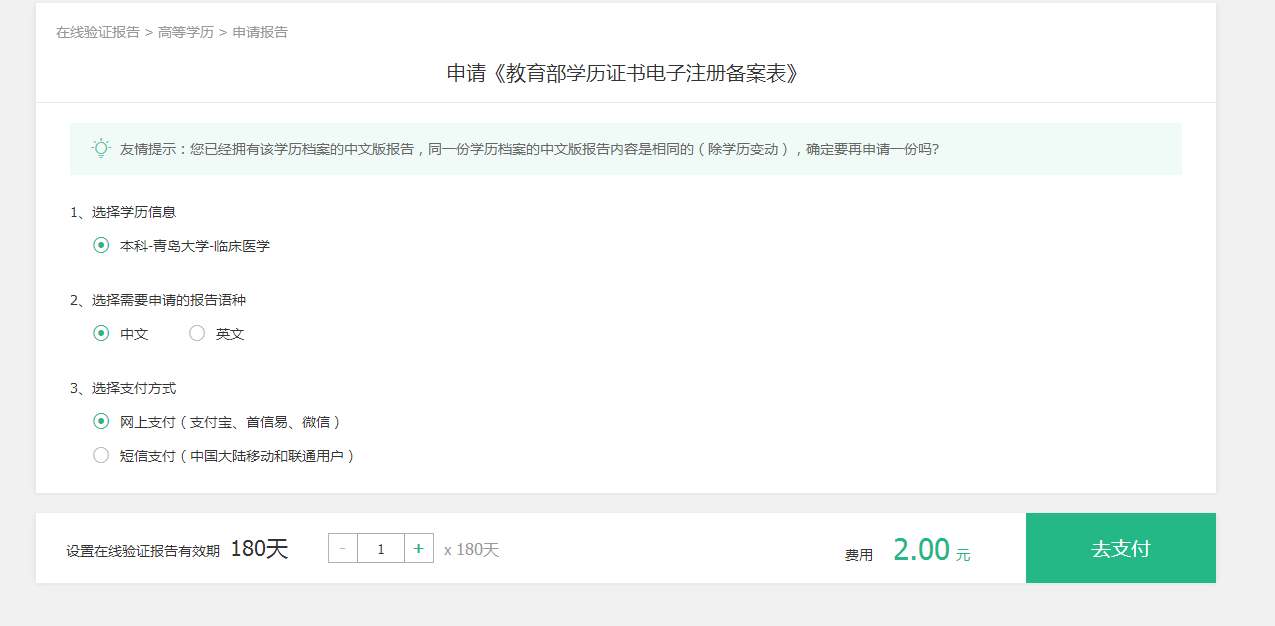 在线验证报告 > 高等学历 > 申请报告
申请《教育部学历证书电子注册备案表》
友情提示：您已经拥有该学历档案的中文版报告，同一份学历档案的中文版报告内容是相同的（除学历变动），确定要再申请一份吗?
1、选择学历信息
本科-青岛大学-临床医学
2、选择需要申请的报告语种
中文 英文
3、选择支付方式
网上支付（支付宝、首信易、微信）
短信支付（中国大陆移动和联通用户）
设置在线验证报告有效期 180天 - 1 + x 180天 费用 2.00 元 去支付